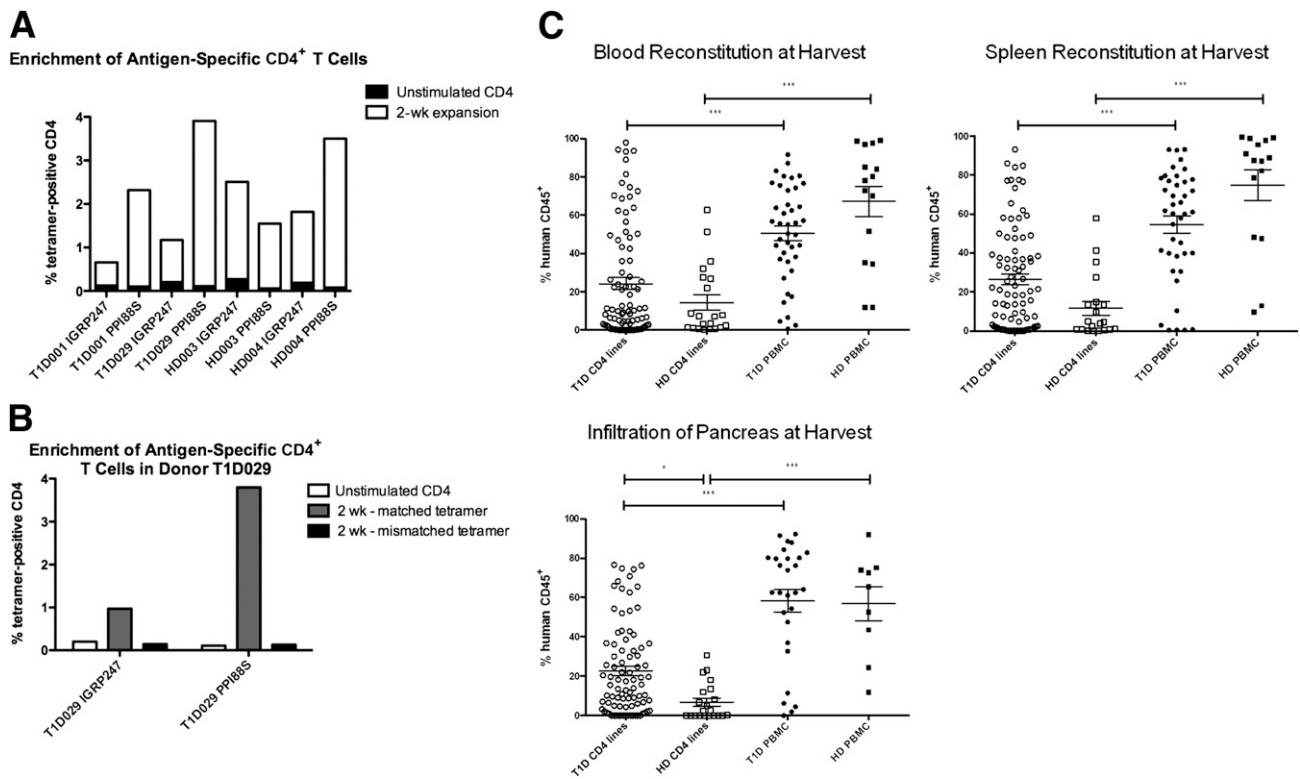 A
Enrichment of Antigen-Specific CD4+ T Cells
Unstimulated CD4
2-wk expansion
% tetramer-positive CD4
4
3
2
1
0
T1D001 IGRP247
T1D001 PPI88S
T1D029 IGRP247
T1D029 PPI88S
HD003 IGRP247
HD003 PPI88S
HD004 IGRP247
HD004 PPI88S
B
Enrichment of Antigen-Specific CD4+
T Cells in Donor T1D029
Unstimulated CD4
2 wk - matched tetramer
2 wk - mismatched tetramer
% tetramer-positive CD4
4
3
2
1
0
T1D029 IGRP247
T1D029 PPI88S
C
Blood Reconstitution at Harvest
***
***
% human CD45+
100
80
60
40
20
0
T1D CD4 lines
HD CD4 lines
T1D PBMC
HD PBMC
Spleen Reconstitution at Harvest
***
***
% human CD45+
100
80
60
40
20
0
T1D CD4 lines
HD CD4 lines
T1D PBMC
HD PBMC
Infiltration of Pancreas at Harvest
* ***
***
% human CD45+
100
80
60
40
20
0
T1D CD4 lines
HD CD4 lines
T1D PBMC
HD PBMC